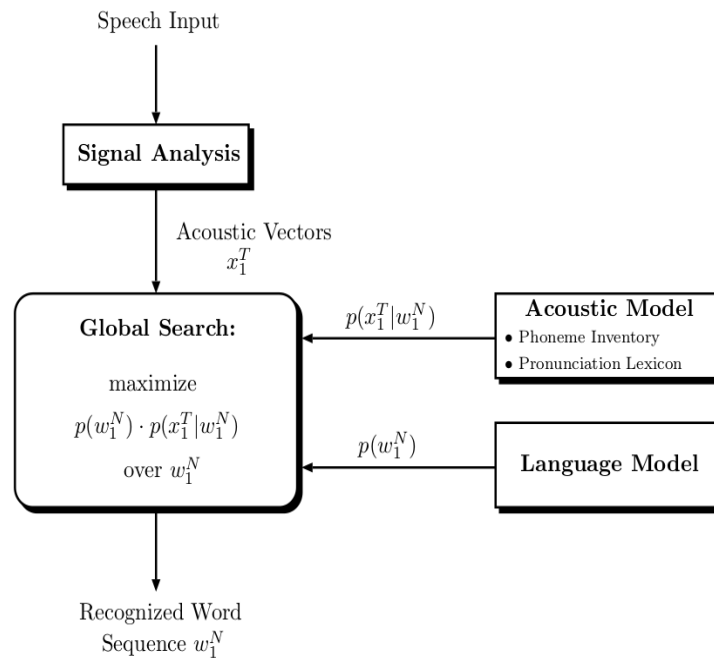 Speech Input
Signal Analysis
Acoustic Vectors
$x_1^T$
Global Search:
maximize
$p(w_1^N) \cdot p(x_1^T|w_1^N)$
over $w_1^N$
$p(x_1^T|w_1^N)$
Acoustic Model
• Phoneme Inventory
• Pronunciation Lexicon
$p(w_1^N)$
Language Model
Recognized Word
Sequence $w_1^N$